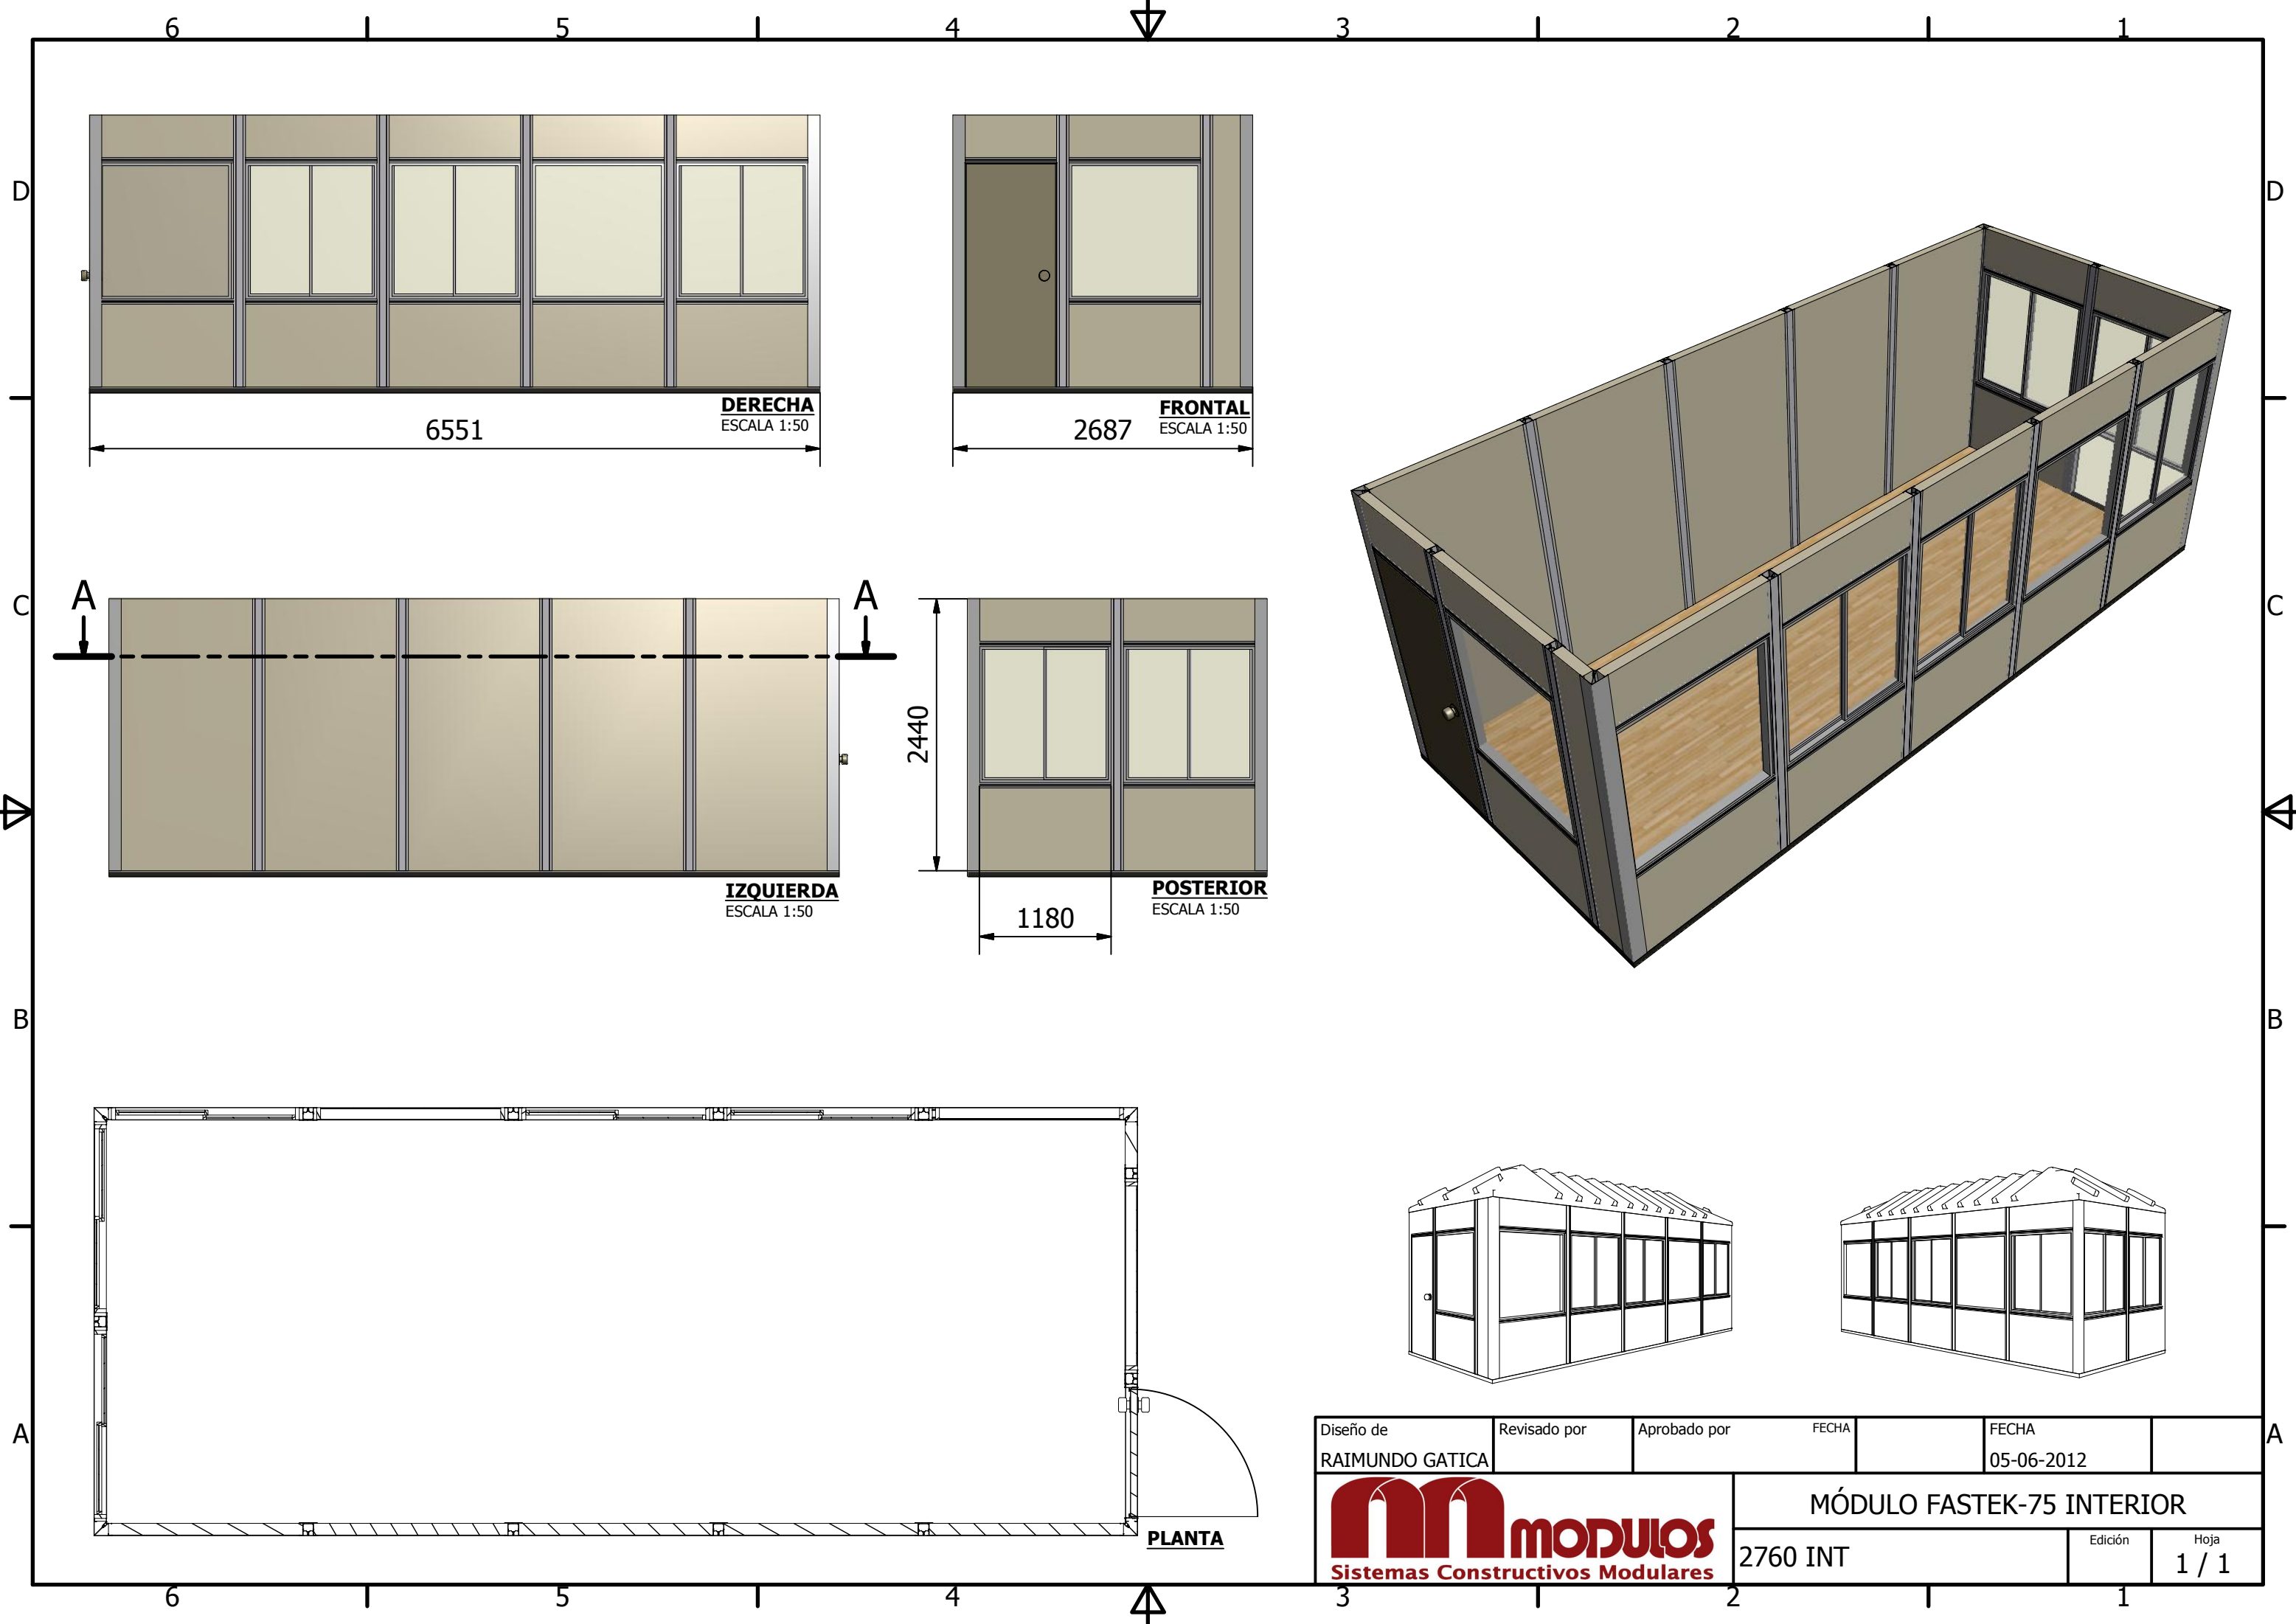 6 5 4 3 2 1
D D
DERECHA
ESCALA 1:50
6551
FRONTAL
ESCALA 1:50
2687
C C
A A
2440
IZQUIERDA
ESCALA 1:50
POSTERIOR
ESCALA 1:50
1180
B B
A A
PLANTA
Diseño de
RAIMUNDO GATICA
Revisado por
Aprobado por
FECHA
FECHA
05-06-2012
MODULOS
Sistemas Constructivos Modulares
MÓDULO FASTEK-75 INTERIOR
2760 INT
Edición
Hoja
1 / 1
6 5 4 3 2 1